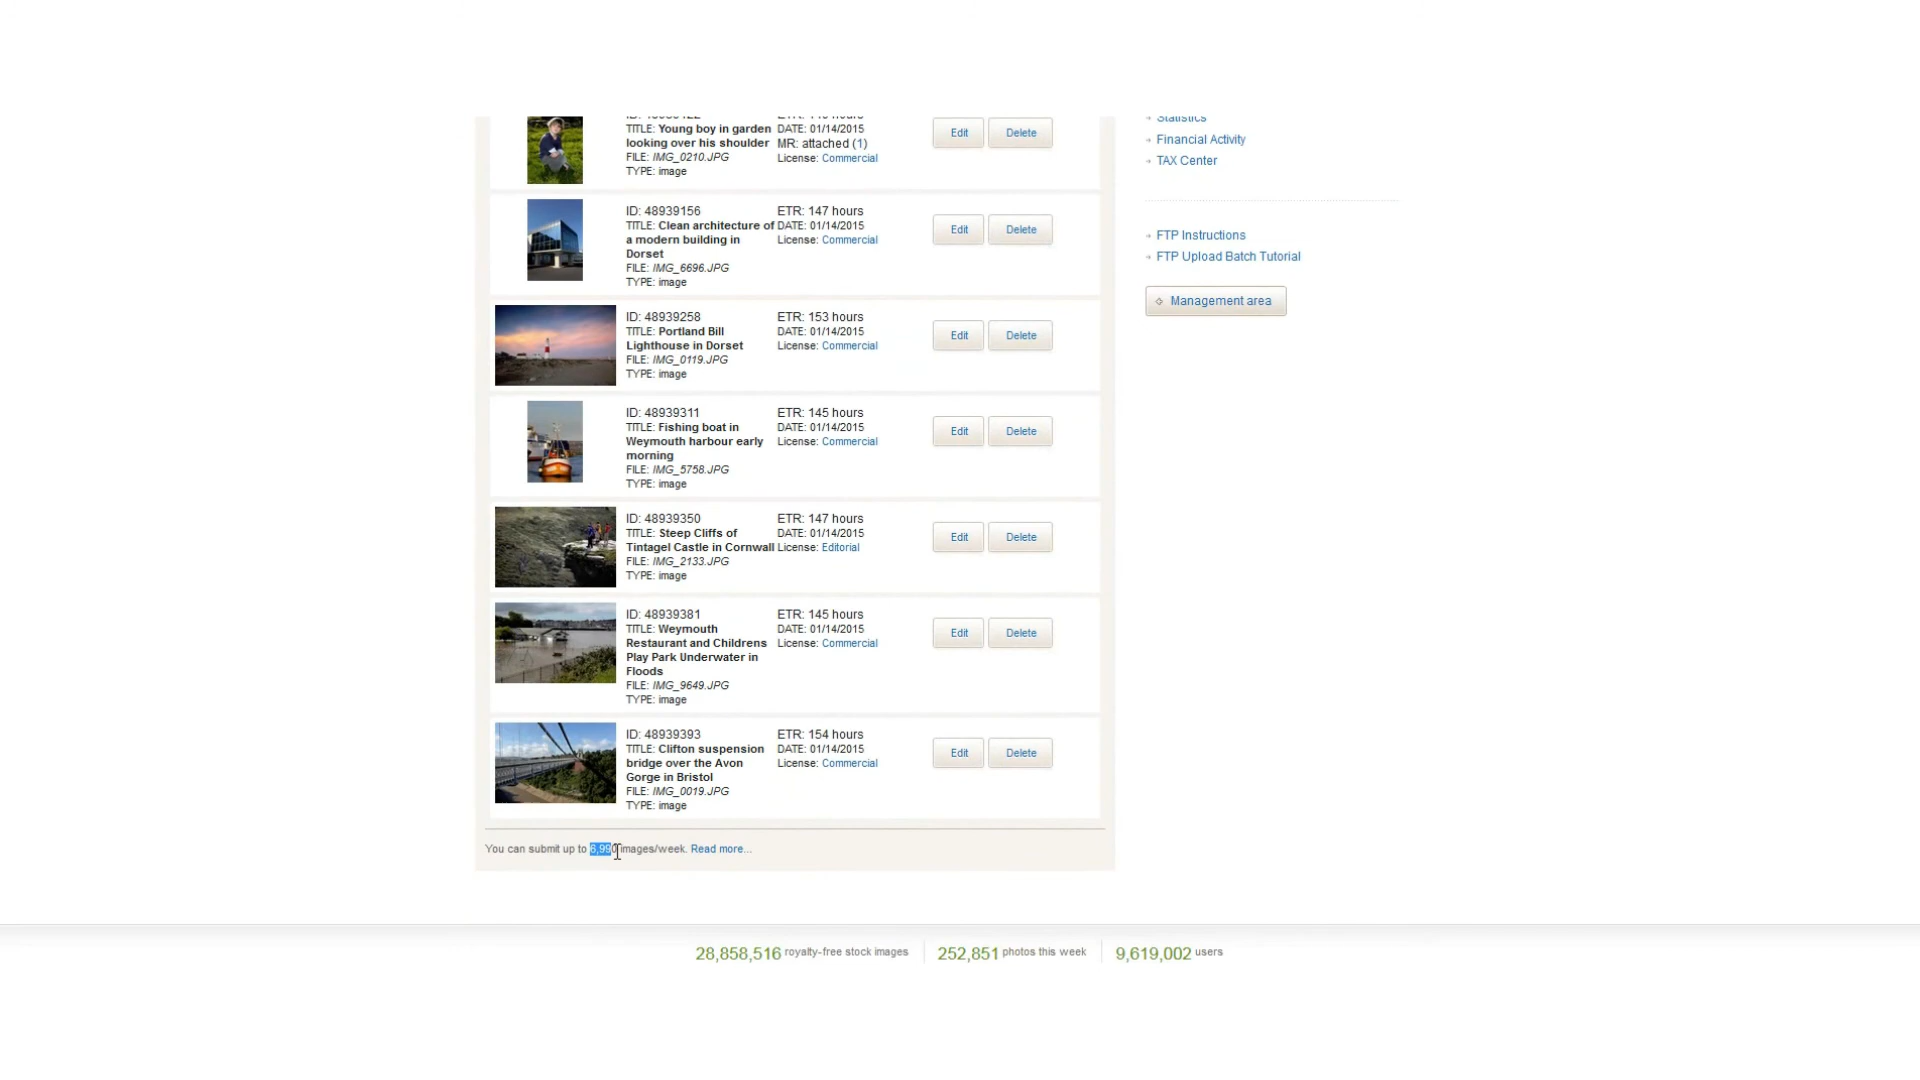 Statistics
Financial Activity
TAX Center
FTP Instructions
FTP Upload Batch Tutorial
Management area
TITLE: Young boy in garden looking over his shoulder
FILE: IMG_0210.JPG
TYPE: image
DATE: 01/14/2015
MR: attached (1)
License: Commercial
Edit
Delete
ID: 48939156
TITLE: Clean architecture of
a modern building in
Dorset
FILE: IMG_6696.JPG
TYPE: image
ETR: 147 hours
DATE: 01/14/2015
License: Commercial
Edit
Delete
ID: 48939258
TITLE: Portland Bill
Lighthouse in Dorset
FILE: IMG_0119.JPG
TYPE: image
ETR: 153 hours
DATE: 01/14/2015
License: Commercial
Edit
Delete
ID: 48939311
TITLE: Fishing boat in
Weymouth harbour early
morning
FILE: IMG_5758.JPG
TYPE: image
ETR: 145 hours
DATE: 01/14/2015
License: Commercial
Edit
Delete
ID: 48939350
TITLE: Steep Cliffs of
Tintagel Castle in Cornwall
FILE: IMG_2133.JPG
TYPE: image
ETR: 147 hours
DATE: 01/14/2015
License: Editorial
Edit
Delete
ID: 48939381
TITLE: Weymouth
Restaurant and Childrens
Play Park Underwater in
Floods
FILE: IMG_9649.JPG
TYPE: image
ETR: 145 hours
DATE: 01/14/2015
License: Commercial
Edit
Delete
ID: 48939393
TITLE: Clifton suspension
bridge over the Avon
Gorge in Bristol
FILE: IMG_0019.JPG
TYPE: image
ETR: 154 hours
DATE: 01/14/2015
License: Commercial
Edit
Delete
You can submit up to images/week. Read more...
28,858,516 royalty-free stock images
252,851 photos this week
9,619,002 users